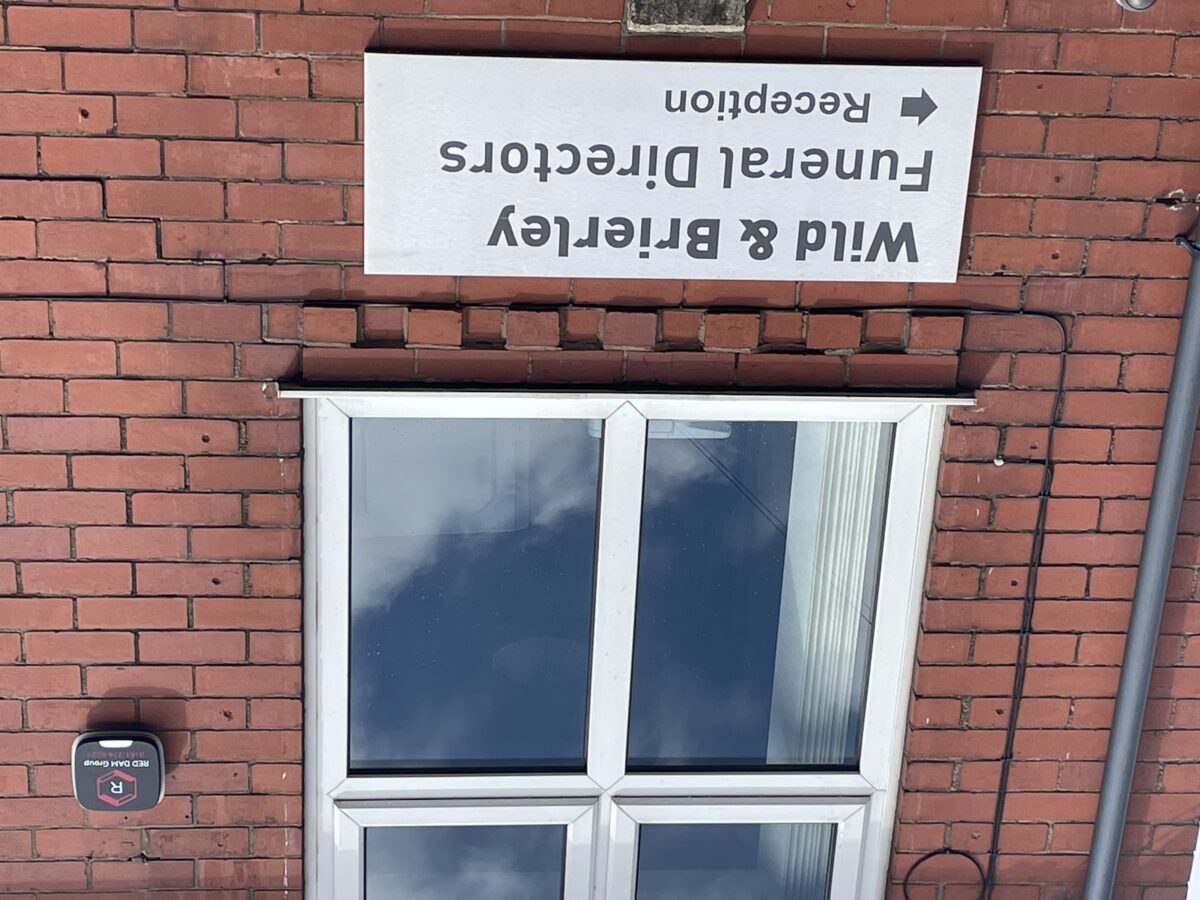 Wild & Brierley
Funeral Directors
Reception
R
RED DAM Group